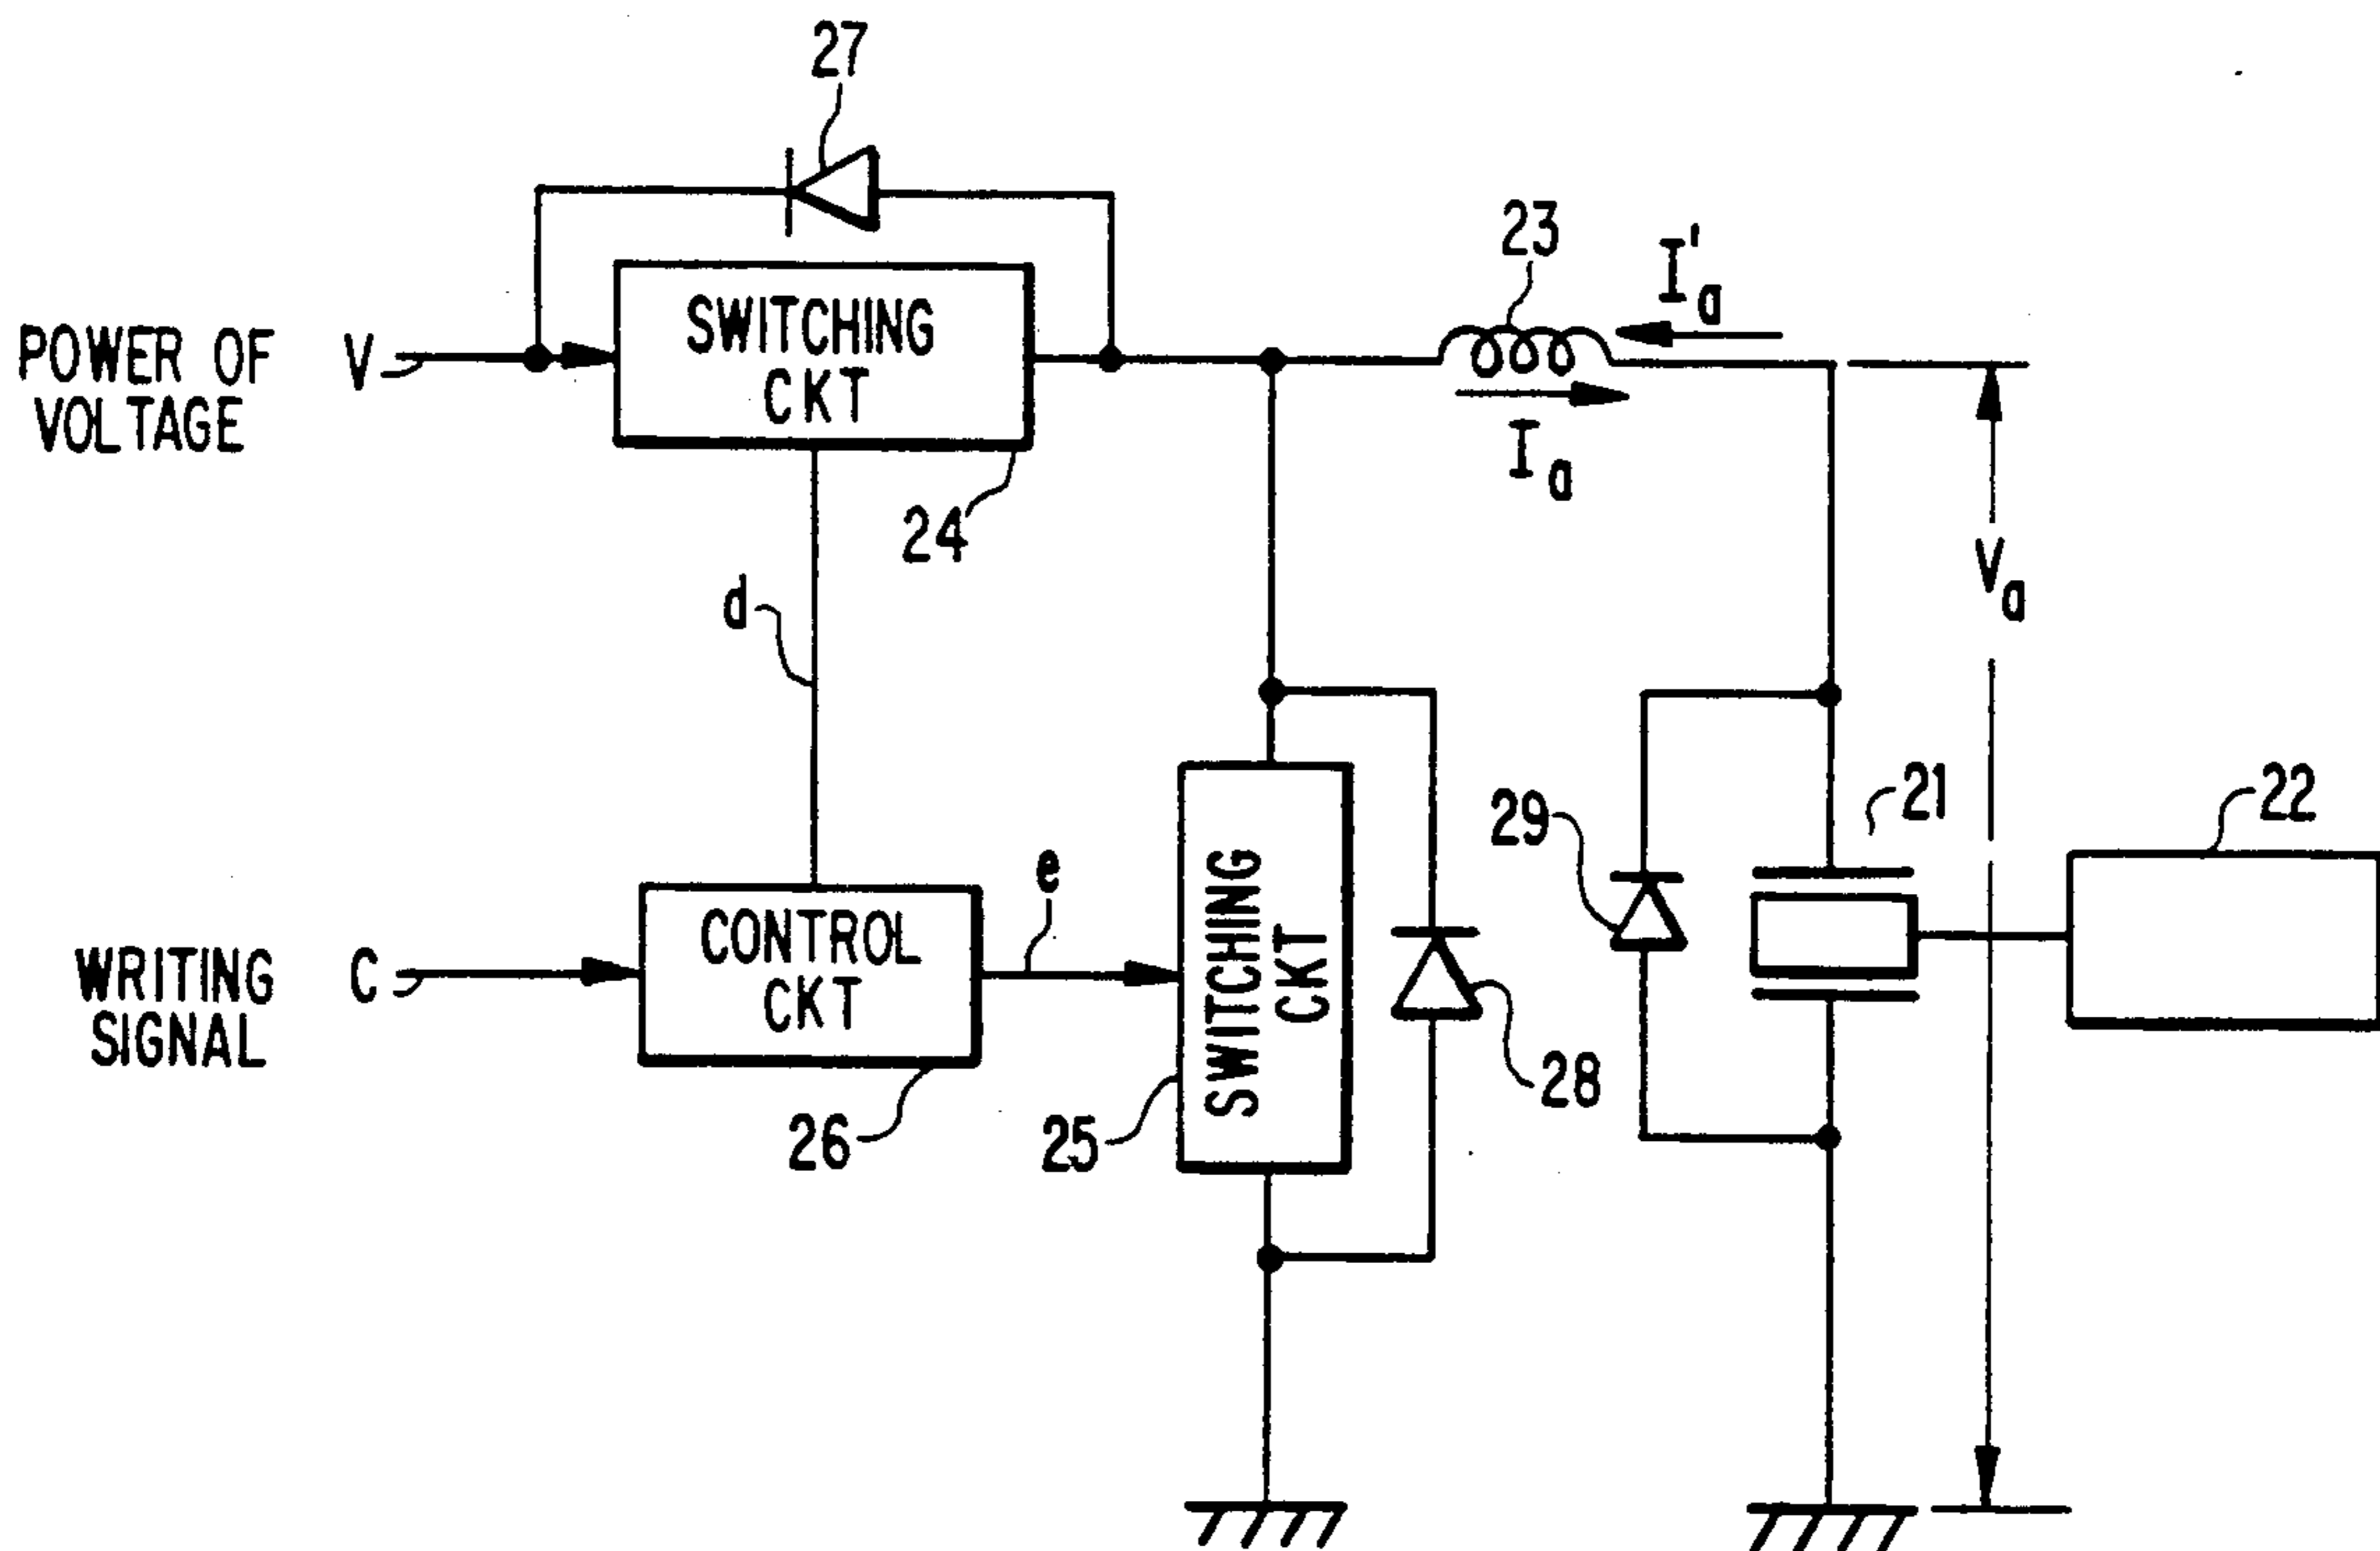 27
23
I'a
SWITCHING
CKT
POWER OF
VOLTAGE
V
Ia
24
Va
d
e
21
22
29
CONTROL
CKT
SWITCHING
CKT
WRITING
SIGNAL
C
28
26
25